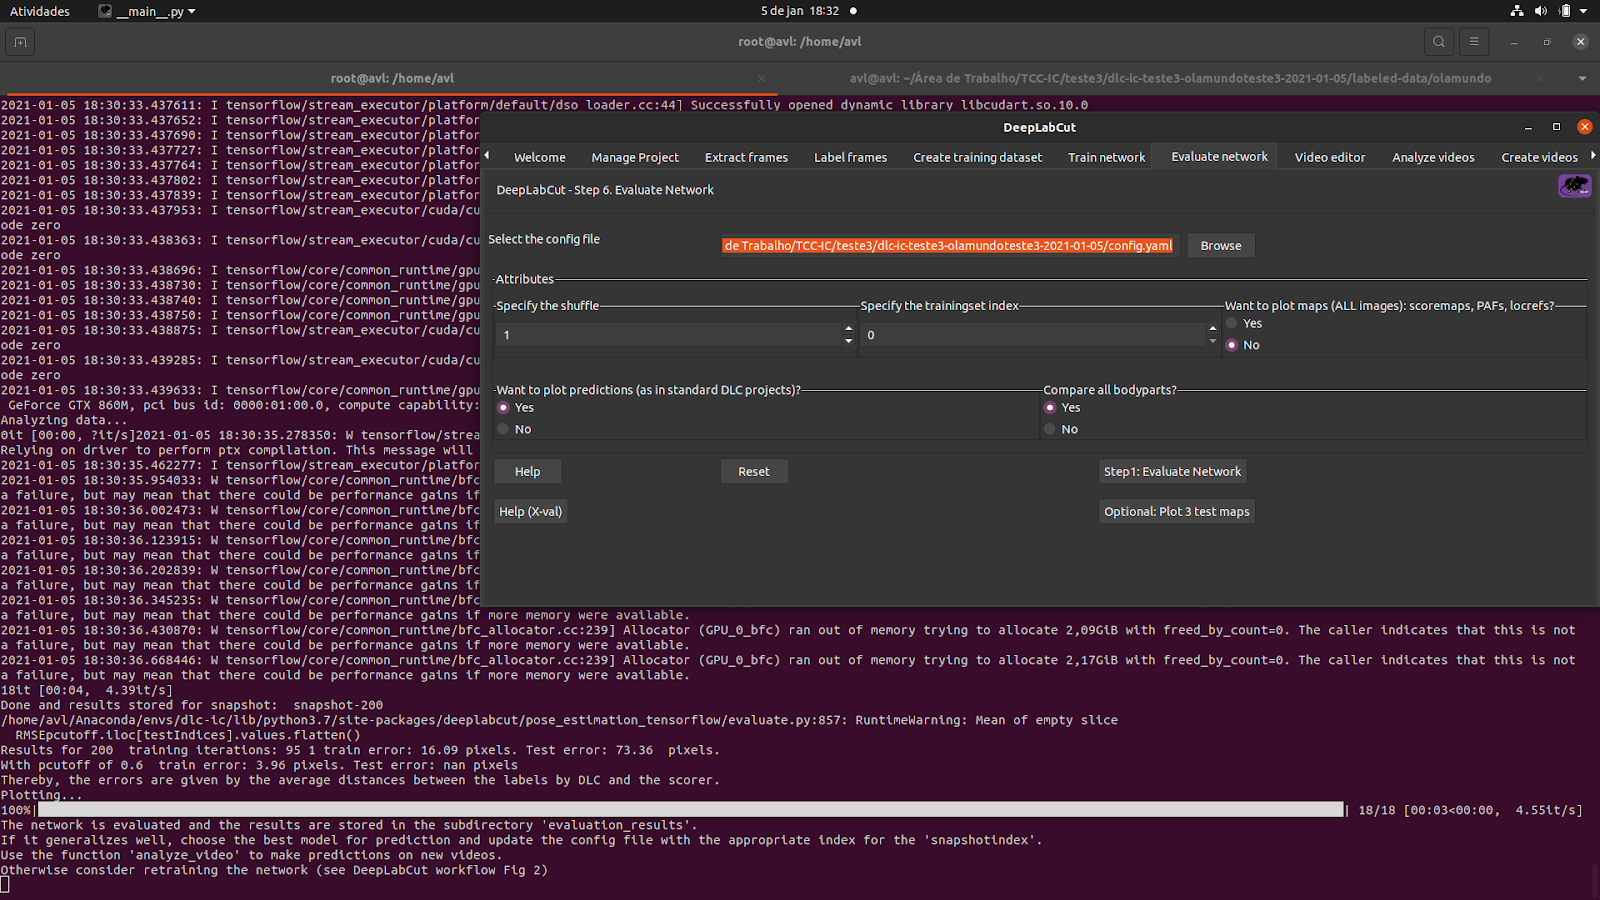 Atividades
__main__.py
5 de jan 18:32
root@avl: /home/avl
root@avl: /home/avl
avl@avl: ~/Área de Trabalho/TCC-IC/teste3/dlc-ic-teste3-olamundoteste3-2021-01-05/labeled-data/olamundo
2021-01-05 18:30:33.437611: I tensorflow/stream_executor/platform/default/dso_loader.cc:44] Successfully opened dynamic library libcudart.so.10.0
2021-01-05 18:30:33.437652: I tensorflow/stream_executor/platfor
2021-01-05 18:30:33.437690: I tensorflow/stream_executor/platfor
2021-01-05 18:30:33.437727: I tensorflow/stream_executor/platfor
2021-01-05 18:30:33.437764: I tensorflow/stream_executor/platfor
2021-01-05 18:30:33.437802: I tensorflow/stream_executor/platfor
2021-01-05 18:30:33.437839: I tensorflow/stream_executor/platfor
2021-01-05 18:30:33.437953: I tensorflow/stream_executor/cuda/cu
ode zero
2021-01-05 18:30:33.438363: I tensorflow/stream_executor/cuda/cu
ode zero
2021-01-05 18:30:33.438696: I tensorflow/core/common_runtime/gpu
2021-01-05 18:30:33.438730: I tensorflow/core/common_runtime/gpu
2021-01-05 18:30:33.438740: I tensorflow/core/common_runtime/gpu
2021-01-05 18:30:33.438750: I tensorflow/core/common_runtime/gpu
2021-01-05 18:30:33.438875: I tensorflow/stream_executor/cuda/cu
ode zero
2021-01-05 18:30:33.439285: I tensorflow/stream_executor/cuda/cu
ode zero
2021-01-05 18:30:33.439633: I tensorflow/core/common_runtime/gpu
GeForce GTX 860M, pci bus id: 0000:01:00.0, compute capability:
Analyzing data...
0it [00:00, ?it/s]2021-01-05 18:30:35.278350: W tensorflow/strea
Relying on driver to perform ptx compilation. This message will
2021-01-05 18:30:35.462277: I tensorflow/stream_executor/platfor
2021-01-05 18:30:35.954033: W tensorflow/core/common_runtime/bfc
a failure, but may mean that there could be performance gains if
2021-01-05 18:30:36.002473: W tensorflow/core/common_runtime/bfc
a failure, but may mean that there could be performance gains if
2021-01-05 18:30:36.123915: W tensorflow/core/common_runtime/bfc
a failure, but may mean that there could be performance gains if
2021-01-05 18:30:36.202839: W tensorflow/core/common_runtime/bfc
a failure, but may mean that there could be performance gains if
2021-01-05 18:30:36.345235: W tensorflow/core/common_runtime/bfc
a failure, but may mean that there could be performance gains if more memory were available.
2021-01-05 18:30:36.430870: W tensorflow/core/common_runtime/bfc_allocator.cc:239] Allocator (GPU_0_bfc) ran out of memory trying to allocate 2,09GiB with freed_by_count=0. The caller indicates that this is not
a failure, but may mean that there could be performance gains if more memory were available.
2021-01-05 18:30:36.668446: W tensorflow/core/common_runtime/bfc_allocator.cc:239] Allocator (GPU_0_bfc) ran out of memory trying to allocate 2,17GiB with freed_by_count=0. The caller indicates that this is not
a failure, but may mean that there could be performance gains if more memory were available.
18it [00:04, 4.39it/s]
Done and results stored for snapshot: snapshot-200
/home/avl/Anaconda/envs/dlc-ic/lib/python3.7/site-packages/deeplabcut/pose_estimation_tensorflow/evaluate.py:857: RuntimeWarning: Mean of empty slice
RMSEpcutoff.iloc[testIndices].values.flatten()
Results for 200 training iterations: 95 1 train error: 16.09 pixels. Test error: 73.36 pixels.
With pcutoff of 0.6 train error: 3.96 pixels. Test error: nan pixels
Thereby, the errors are given by the average distances between the labels by DLC and the scorer.
Plotting...
100%| | 18/18 [00:03<00:00, 4.55it/s]
The network is evaluated and the results are stored in the subdirectory 'evaluation_results'.
If it generalizes well, choose the best model for prediction and update the config file with the appropriate index for the 'snapshotindex'.
Use the function 'analyze_video' to make predictions on new videos.
Otherwise consider retraining the network (see DeepLabCut workflow Fig 2)
DeepLabCut
Welcome
Manage Project
Extract frames
Label frames
Create training dataset
Train network
Evaluate network
Video editor
Analyze videos
Create videos
DeepLabCut - Step 6. Evaluate Network
Select the config file
de Trabalho/TCC-IC/teste3/dlc-ic-teste3-olamundoteste3-2021-01-05/config.yaml
Browse
Attributes
Specify the shuffle
1
Specify the trainingset index
0
Want to plot maps (ALL images): scoremaps, PAFs, locrefs?
Yes
No
Want to plot predictions (as in standard DLC projects)?
Yes
No
Compare all bodyparts?
Yes
No
Help
Reset
Step1: Evaluate Network
Help (X-val)
Optional: Plot 3 test maps